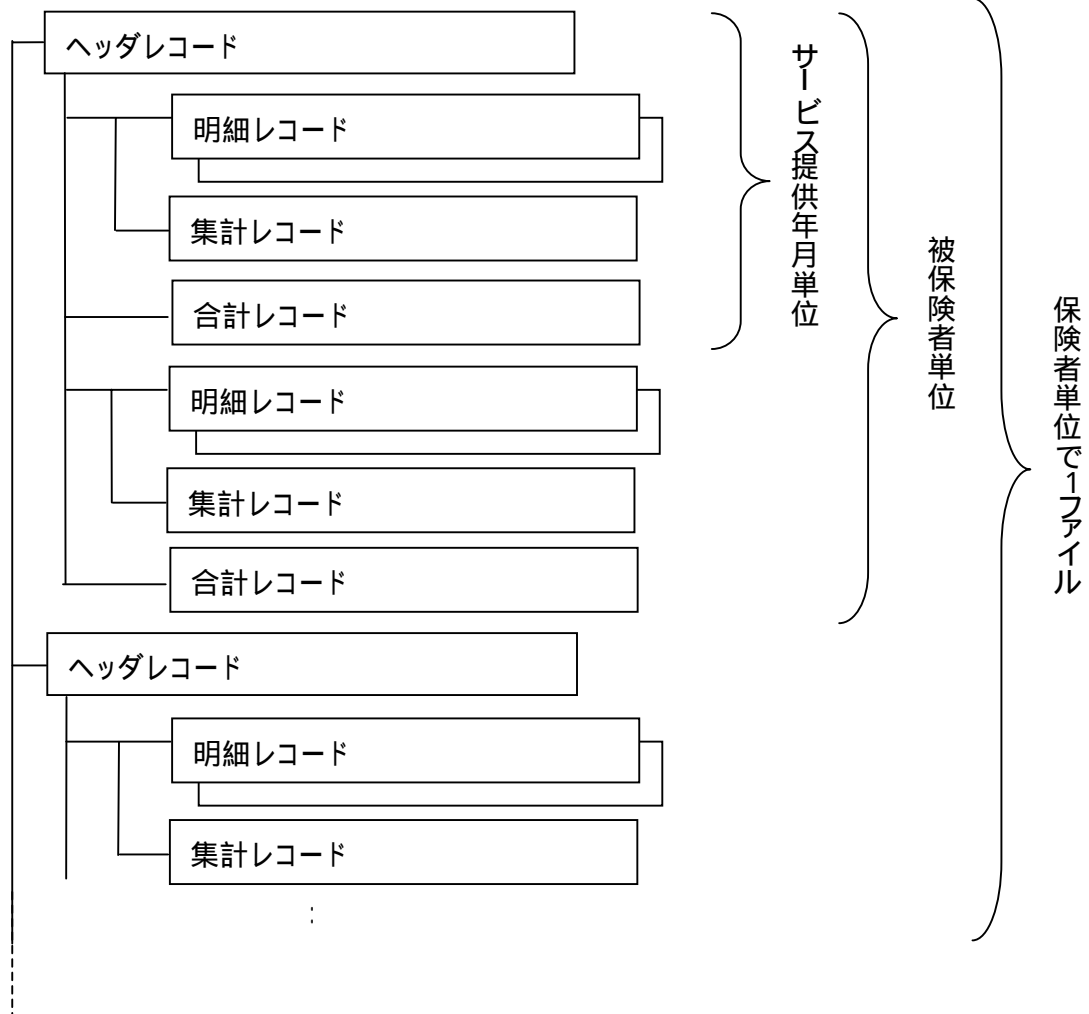 ヘッダレコード
明細レコード
集計レコード
合計レコード
明細レコード
集計レコード
合計レコード
ヘッダレコード
明細レコード
集計レコード
:
サービス提供年月単位
被保険者単位
保険者単位で1ファイル